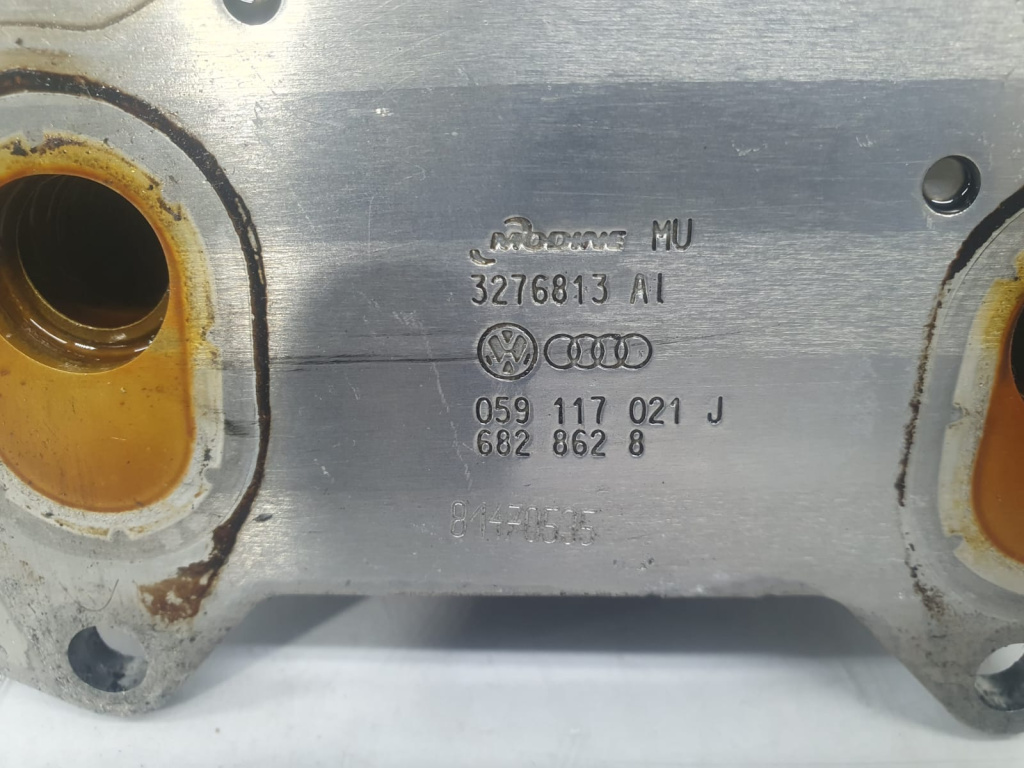 MODINE MU
3276813 AI
059 117 021 J
682 862 8